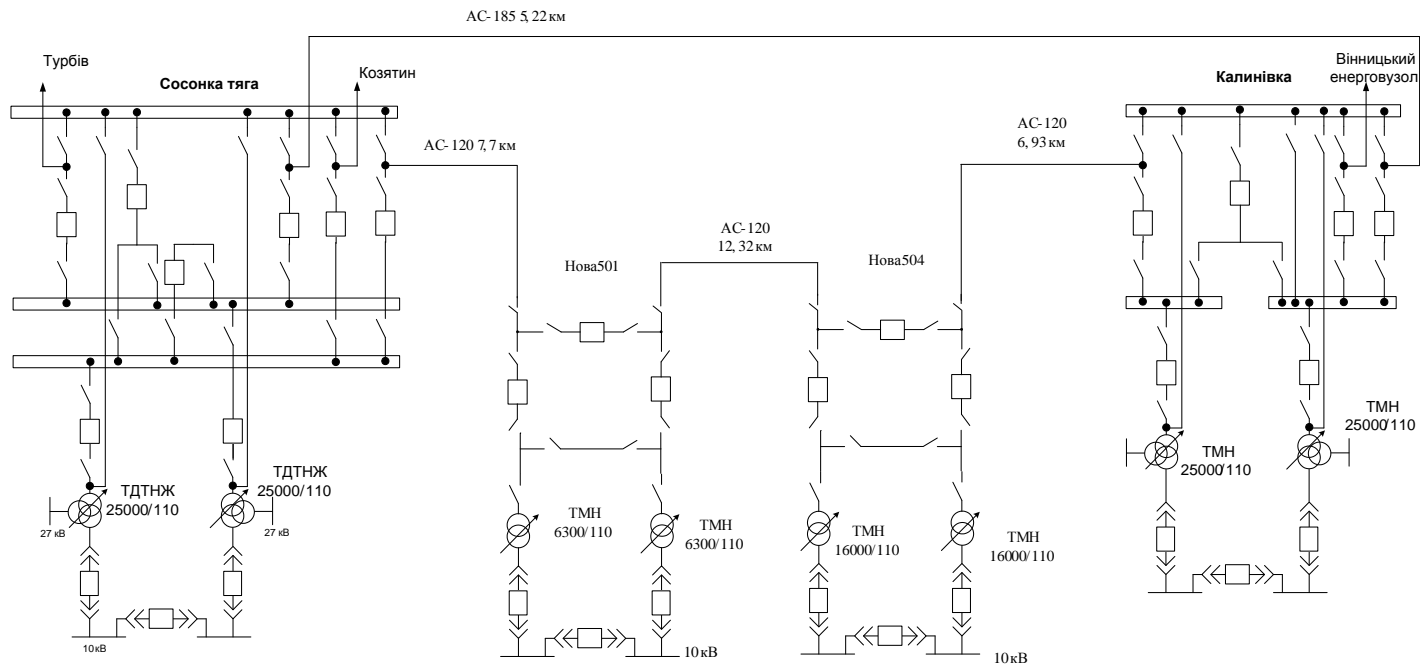 АС-185 5, 22 км
Турбів
Козятин
Сосонка тяга
Вінницький
енерговузол
Калинівка
АС-120 7,7 км
АС-120
6, 93 км
АС-120
12, 32 км
Нова501
Нова504
ТДТНЖ
25000/110
ТДТНЖ
25000/110
27 кВ
27 кВ
ТМН
6300/110
ТМН
6300/110
ТМН
16000/110
ТМН
16000/110
ТМН
25000/110
ТМН
25000/110
10кВ
10кВ
10кВ